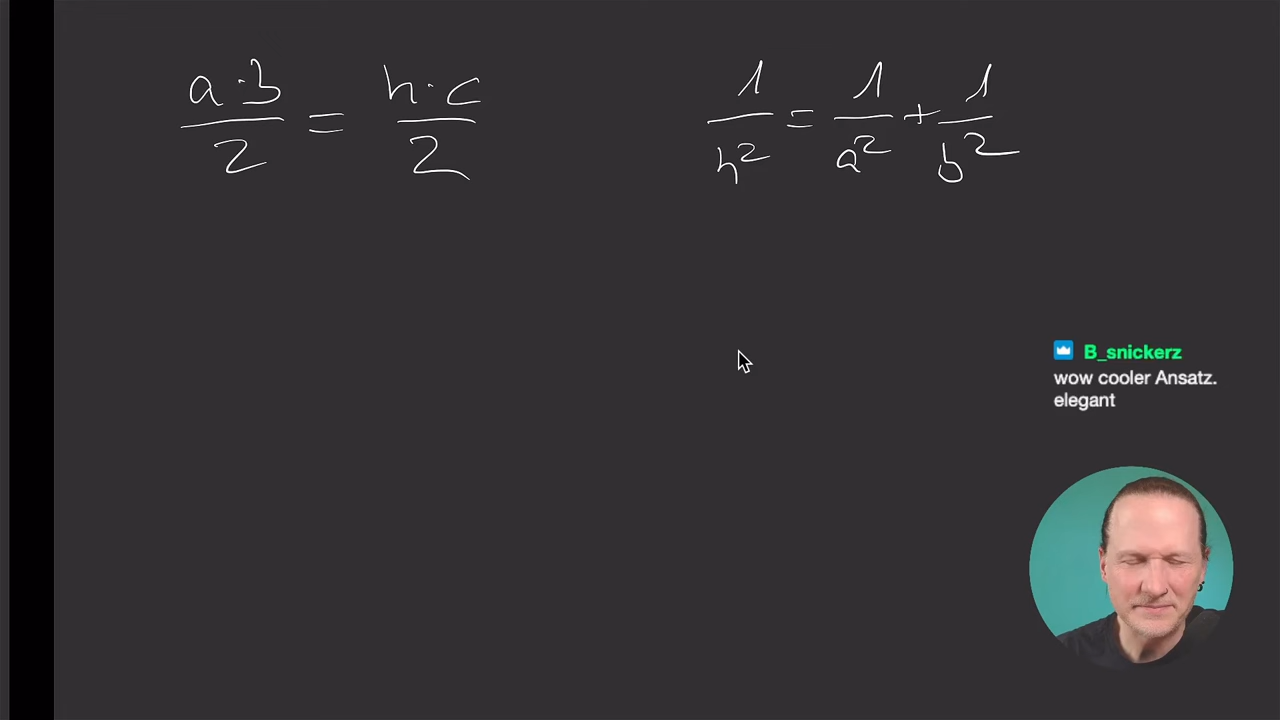 a·b/2 = h·c/2
1/h² = 1/a² + 1/b²
B_snickerz
wow cooler Ansatz.
elegant